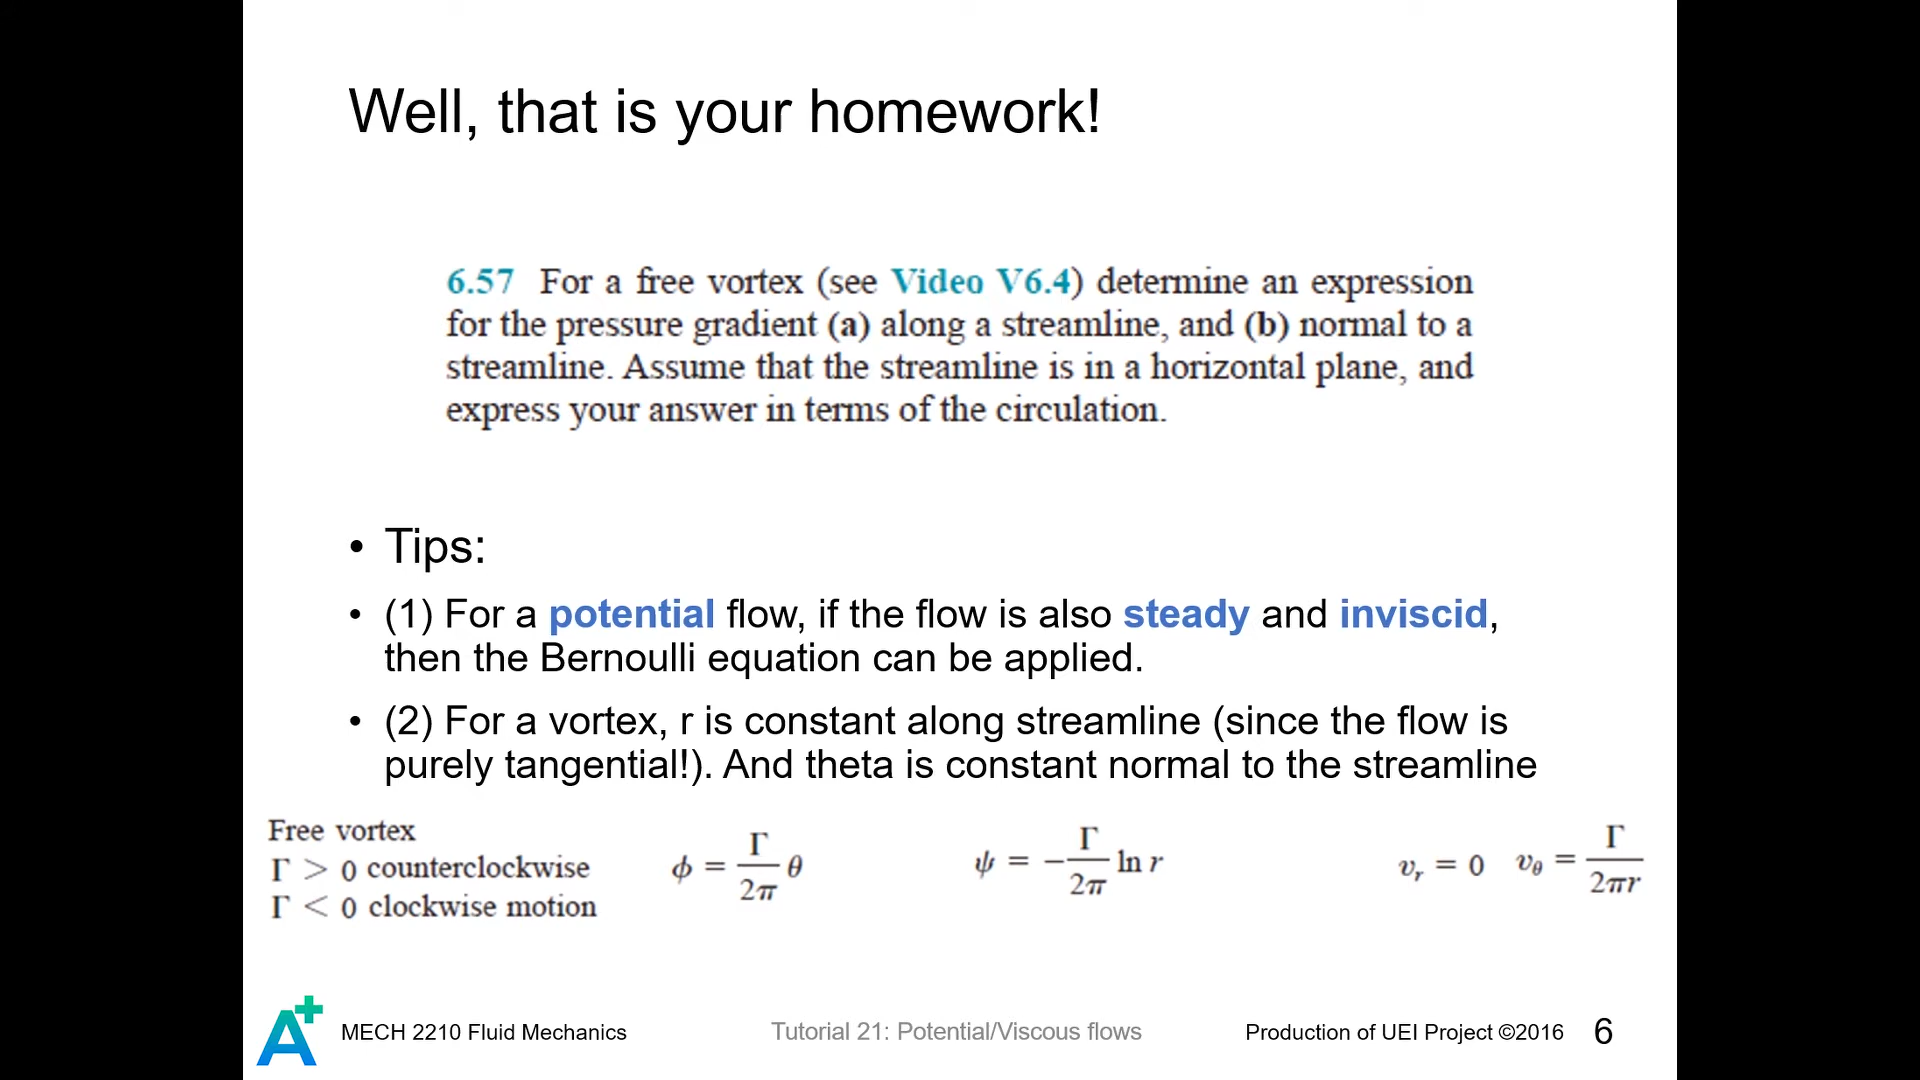 Well, that is your homework!
6.57 For a free vortex (see Video V6.4) determine an expression
for the pressure gradient (a) along a streamline, and (b) normal to a
streamline. Assume that the streamline is in a horizontal plane, and
express your answer in terms of the circulation.
• Tips:
• (1) For a potential flow, if the flow is also steady and inviscid,
then the Bernoulli equation can be applied.
• (2) For a vortex, r is constant along streamline (since the flow is
purely tangential!). And theta is constant normal to the streamline
Free vortex
Γ > 0 counterclockwise
Γ < 0 clockwise motion
ϕ = Γ/2π θ
ψ = −Γ/2π ln r
vᵣ = 0 v_θ = Γ/2πr
A+
MECH 2210 Fluid Mechanics
Tutorial 21: Potential/Viscous flows
Production of UEI Project ©2016
6